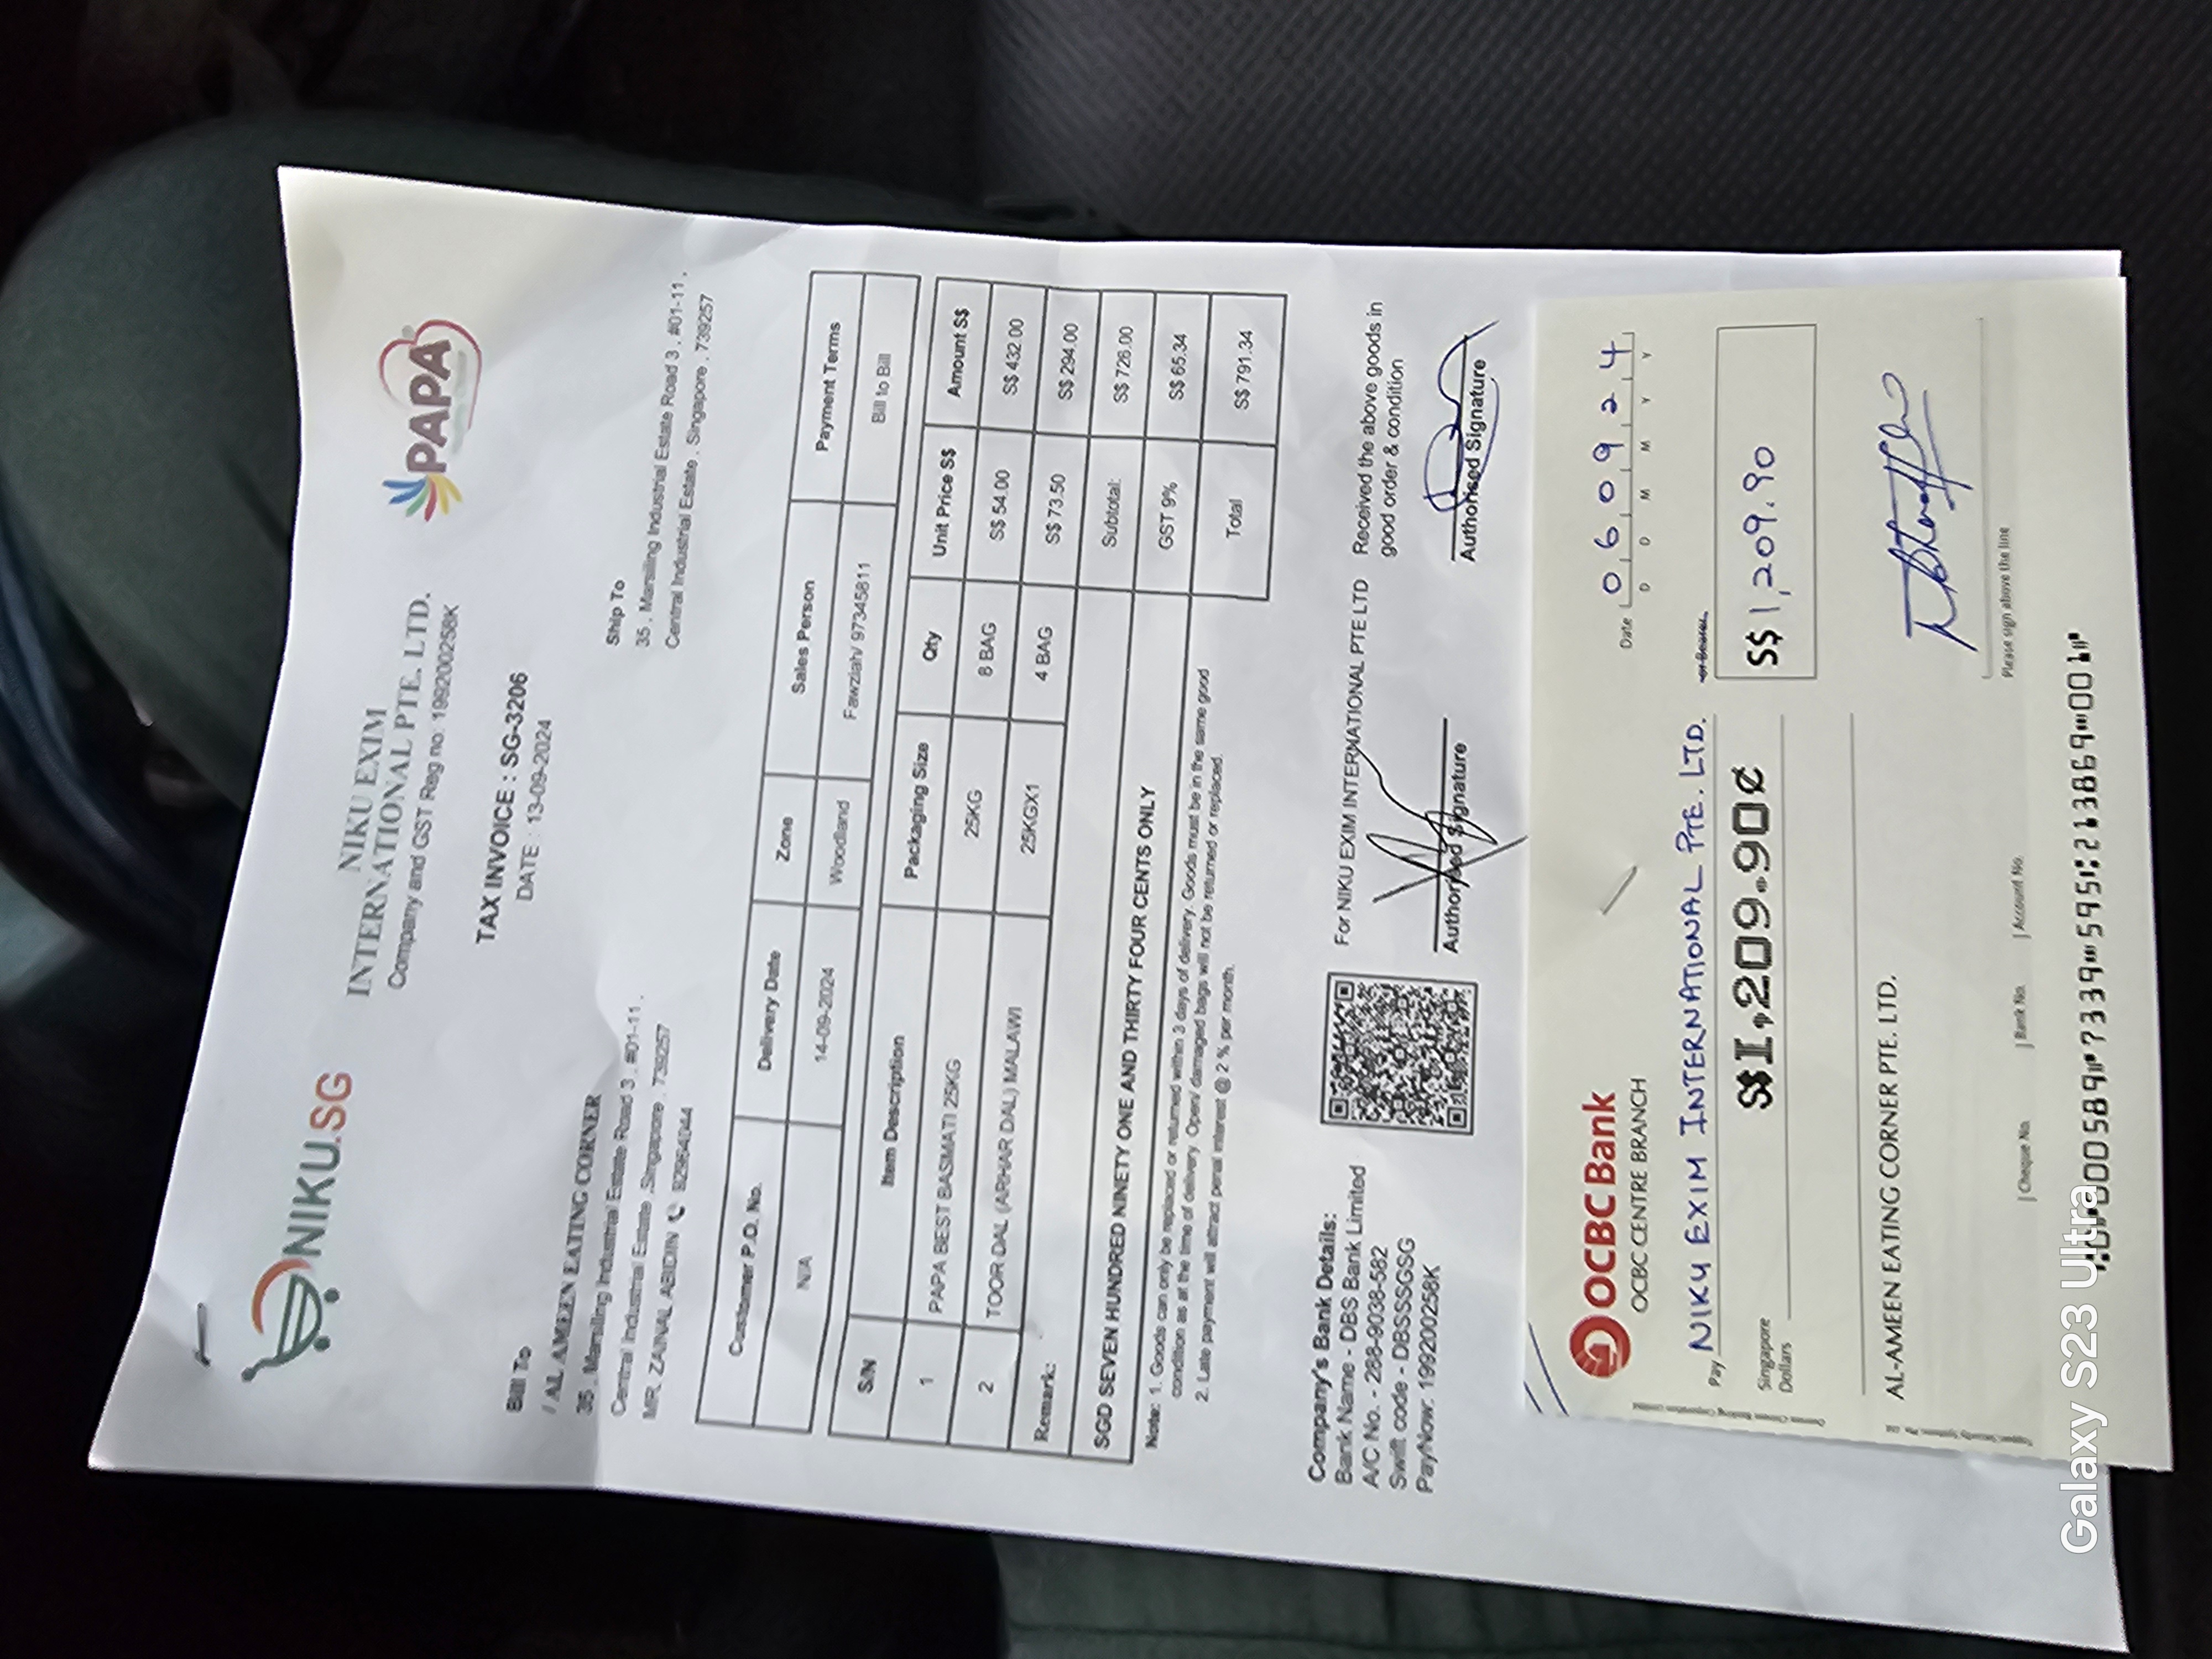 NIKU.SG
NIKU EXIM
INTERNATIONAL PTE. LTD.
Company and GST Reg no. 199200258K
PAPA
TAX INVOICE : SG-3206
DATE : 13-09-2024
Bill To
/ AL AMEEN EATING CORNER
35 . Marsiling Industrial Estate Road 3 . #01-11 .
Central Industrial Estate .Singapore . 739257
MR. ZAINAL ABIDIN
Ship To
35 . Marsiling Industrial Estate Road 3 . #01-11 .
Central Industrial Estate . Singapore . 739257
Customer P.O. No. Delivery Date Zone Sales Person Payment Terms
N/A 14-09-2024 Woodland Fawziah/ 97345811 Bill to Bill
S/N Item Description Packaging Size Qty Unit Price S$ Amount S$
1 PAPA BEST BASMATI 25KG 25KG 8 BAG S$ 54.00 S$ 432.00
2 TOOR DAL (ARHAR DAL) MALAWI 25KGX1 4 BAG S$ 73.50 S$ 294.00
Remark: Subtotal: S$ 726.00
GST 9% S$ 65.34
SGD SEVEN HUNDRED NINETY ONE AND THIRTY FOUR CENTS ONLY Total S$ 791.34
Note: 1. Goods can only be replaced or returned within 3 days of delivery. Goods must be in the same good
condition as at the time of delivery. Open/ damaged bags will not be returned or replaced.
2. Late payment will attract penal interest @ 2 % per month.
Company's Bank Details:
Bank Name - DBS Bank Limited
A/C No. - 288-9038-582
Swift code - DBSSSGSG
PayNow: 199200258K
For NIKU EXIM INTERNATIONAL PTE LTD
Authorised Signature
Received the above goods in
good order & condition
Authorised Signature
OCBC Bank
OCBC CENTRE BRANCH
Date 060924
D D M M Y Y
Pay NIKU EXIM INTERNATIONAL PTE. LTD. or Bearer
Singapore
Dollars
S$1,209.90¢
S$ 1,209.90
AL-AMEEN EATING CORNER PTE. LTD.
Please sign above the line
Cheque No. Bank No. Account No.
⑈000589⑈7339⑉595⑆213869⑉001⑈
Galaxy S23 Ultra